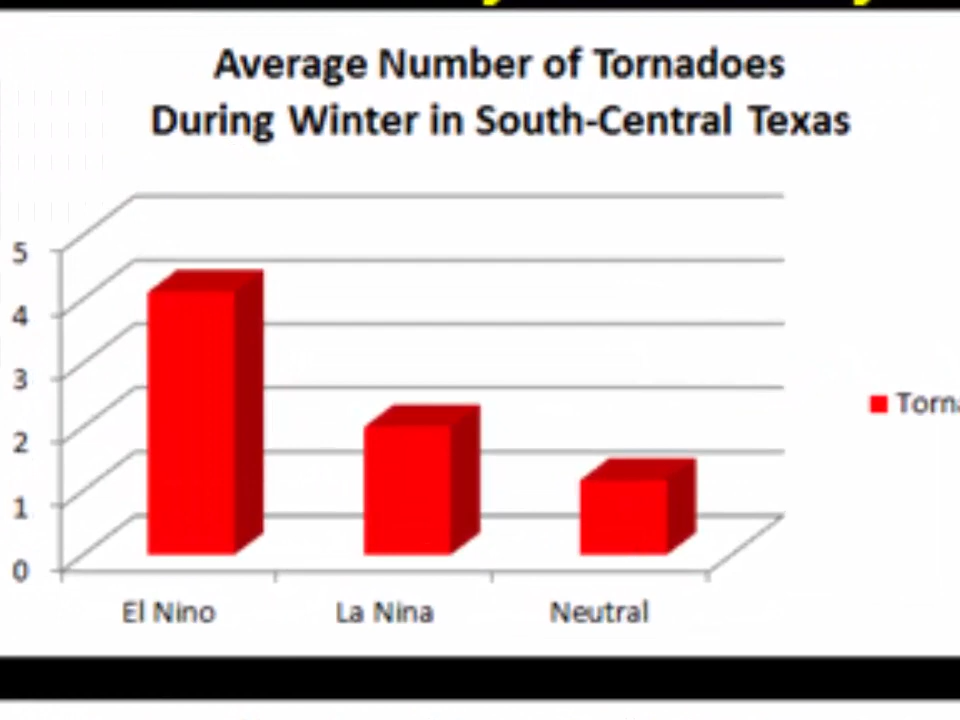 Average Number of Tornadoes
During Winter in South-Central Texas
5
4
3
2
1
0
El Nino
La Nina
Neutral